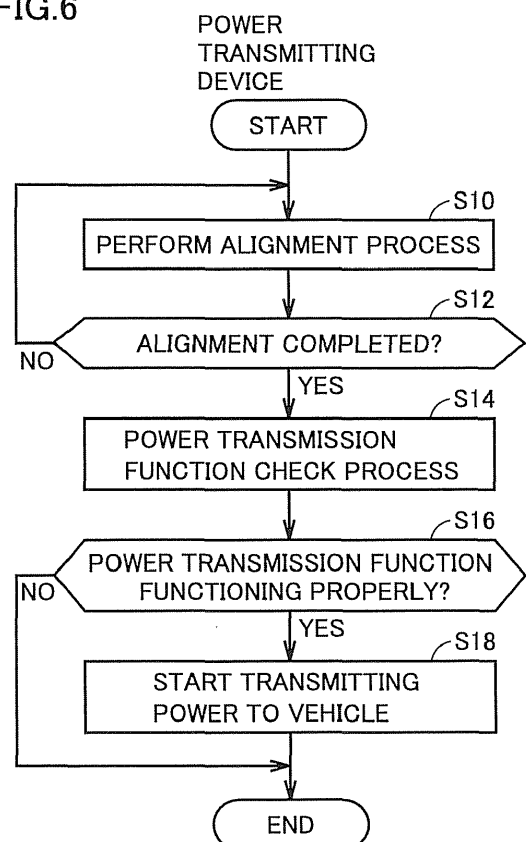 FIG.6
POWER
TRANSMITTING
DEVICE
START
S10
PERFORM ALIGNMENT PROCESS
S12
ALIGNMENT COMPLETED?
NO
YES
S14
POWER TRANSMISSION
FUNCTION CHECK PROCESS
S16
POWER TRANSMISSION FUNCTION
FUNCTIONING PROPERLY?
NO
YES
S18
START TRANSMITTING
POWER TO VEHICLE
END